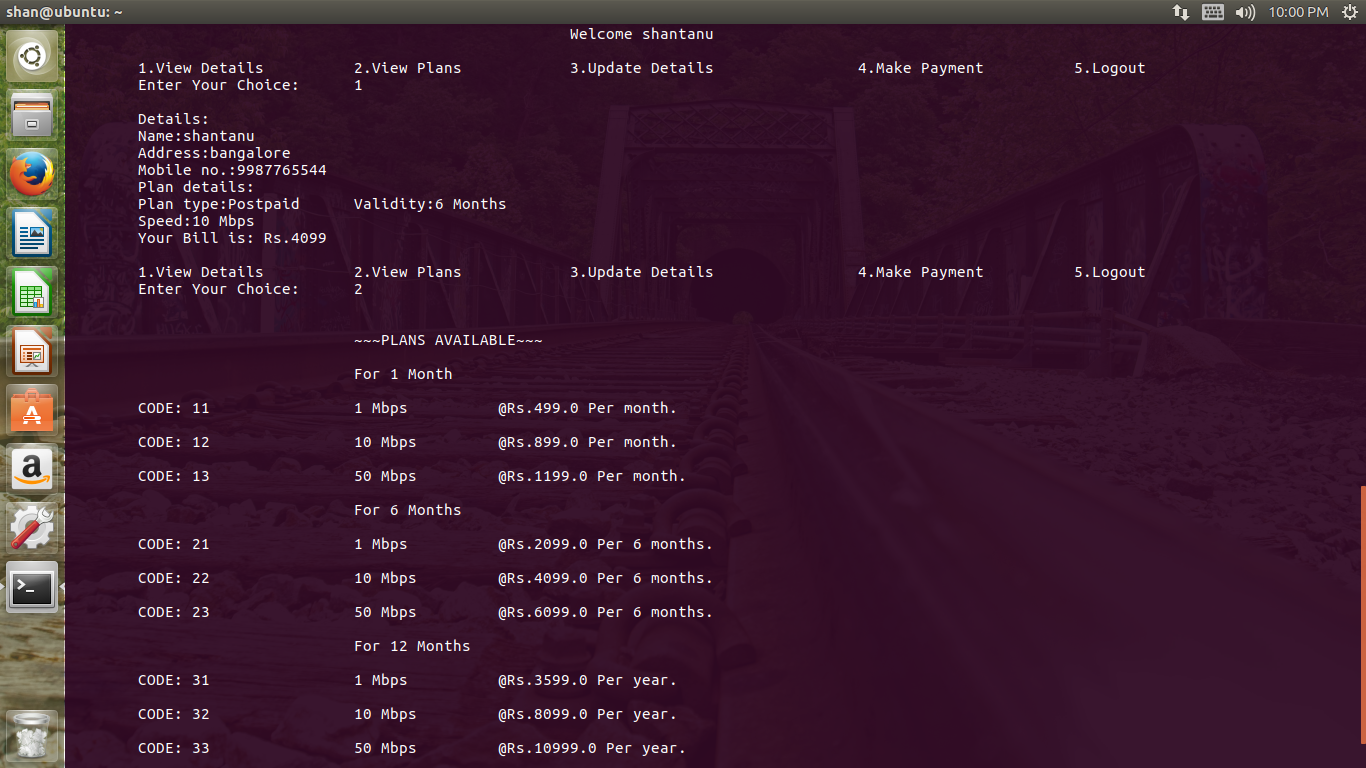 shan@ubuntu: ~ 10:00 PM
Welcome shantanu
1.View Details 2.View Plans 3.Update Details 4.Make Payment 5.Logout
Enter Your Choice: 1
Details:
Name:shantanu
Address:bangalore
Mobile no.:9987765544
Plan details:
Plan type:Postpaid Validity:6 Months
Speed:10 Mbps
Your Bill is: Rs.4099
1.View Details 2.View Plans 3.Update Details 4.Make Payment 5.Logout
Enter Your Choice: 2
~~~PLANS AVAILABLE~~~
For 1 Month
CODE: 11 1 Mbps @Rs.499.0 Per month.
CODE: 12 10 Mbps @Rs.899.0 Per month.
CODE: 13 50 Mbps @Rs.1199.0 Per month.
For 6 Months
CODE: 21 1 Mbps @Rs.2099.0 Per 6 months.
CODE: 22 10 Mbps @Rs.4099.0 Per 6 months.
CODE: 23 50 Mbps @Rs.6099.0 Per 6 months.
For 12 Months
CODE: 31 1 Mbps @Rs.3599.0 Per year.
CODE: 32 10 Mbps @Rs.8099.0 Per year.
CODE: 33 50 Mbps @Rs.10999.0 Per year.